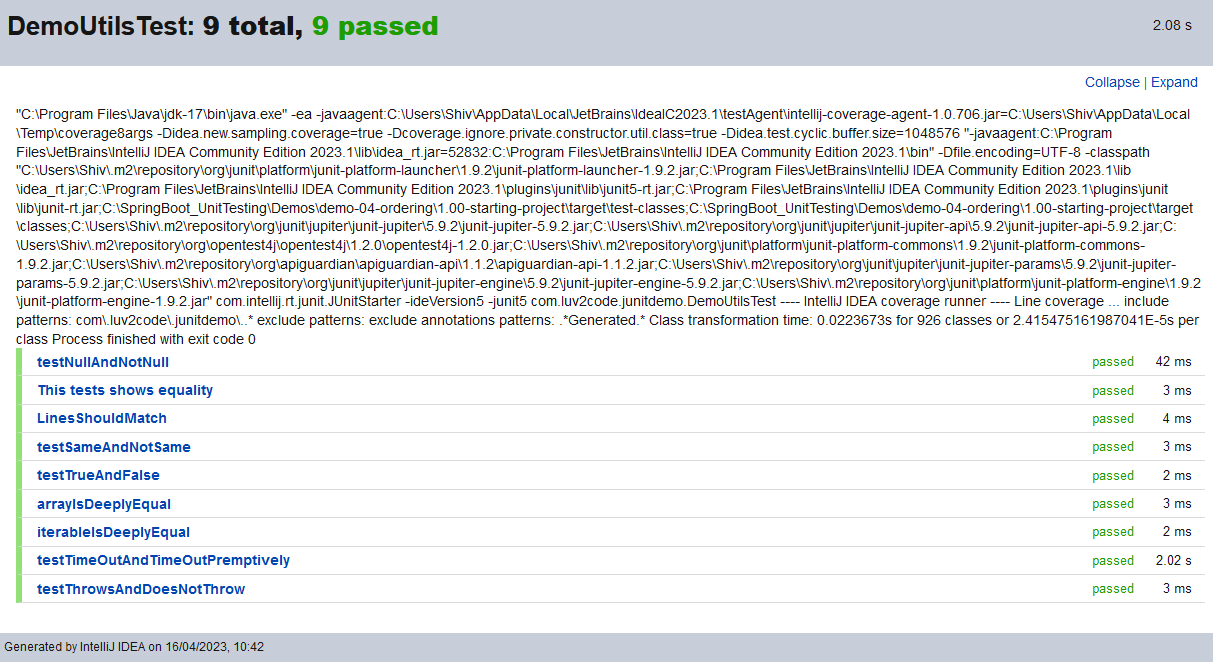 DemoUtilsTest: 9 total, 9 passed 2.08 s
Collapse | Expand
"C:\Program Files\Java\jdk-17\bin\java.exe" -ea -javaagent:C:\Users\Shiv\AppData\Local\JetBrains\IdeaIC2023.1\testAgent\intellij-coverage-agent-1.0.706.jar=C:\Users\Shiv\AppData\Local
\Temp\coverage8args -Didea.new.sampling.coverage=true -Dcoverage.ignore.private.constructor.util.class=true -Didea.test.cyclic.buffer.size=1048576 "-javaagent:C:\Program
Files\JetBrains\IntelliJ IDEA Community Edition 2023.1\lib\idea_rt.jar=52832:C:\Program Files\JetBrains\IntelliJ IDEA Community Edition 2023.1\bin" -Dfile.encoding=UTF-8 -classpath
"C:\Users\Shiv\.m2\repository\org\junit\platform\junit-platform-launcher\1.9.2\junit-platform-launcher-1.9.2.jar;C:\Program Files\JetBrains\IntelliJ IDEA Community Edition 2023.1\lib
\idea_rt.jar;C:\Program Files\JetBrains\IntelliJ IDEA Community Edition 2023.1\plugins\junit\lib\junit5-rt.jar;C:\Program Files\JetBrains\IntelliJ IDEA Community Edition 2023.1\plugins\junit
\lib\junit-rt.jar;C:\SpringBoot_UnitTesting\Demos\demo-04-ordering\1.00-starting-project\target\test-classes;C:\SpringBoot_UnitTesting\Demos\demo-04-ordering\1.00-starting-project\target
\classes;C:\Users\Shiv\.m2\repository\org\junit\jupiter\junit-jupiter\5.9.2\junit-jupiter-5.9.2.jar;C:\Users\Shiv\.m2\repository\org\junit\jupiter\junit-jupiter-api\5.9.2\junit-jupiter-api-5.9.2.jar;C:
\Users\Shiv\.m2\repository\org\opentest4j\opentest4j\1.2.0\opentest4j-1.2.0.jar;C:\Users\Shiv\.m2\repository\org\junit\platform\junit-platform-commons\1.9.2\junit-platform-commons-
1.9.2.jar;C:\Users\Shiv\.m2\repository\org\apiguardian\apiguardian-api\1.1.2\apiguardian-api-1.1.2.jar;C:\Users\Shiv\.m2\repository\org\junit\jupiter\junit-jupiter-params\5.9.2\junit-jupiter-
params-5.9.2.jar;C:\Users\Shiv\.m2\repository\org\junit\jupiter\junit-jupiter-engine\5.9.2\junit-jupiter-engine-5.9.2.jar;C:\Users\Shiv\.m2\repository\org\junit\platform\junit-platform-engine\1.9.2
\junit-platform-engine-1.9.2.jar" com.intellij.rt.junit.JUnitStarter -ideVersion5 -junit5 com.luv2code.junitdemo.DemoUtilsTest ---- IntelliJ IDEA coverage runner ---- Line coverage ... include
patterns: com\.luv2code\.junitdemo\..* exclude patterns: exclude annotations patterns: .*Generated.* Class transformation time: 0.0223673s for 926 classes or 2.415475161987041E-5s per
class Process finished with exit code 0
testNullAndNotNull passed 42 ms
This tests shows equality passed 3 ms
LinesShouldMatch passed 4 ms
testSameAndNotSame passed 3 ms
testTrueAndFalse passed 2 ms
arrayIsDeeplyEqual passed 3 ms
iterableIsDeeplyEqual passed 2 ms
testTimeOutAndTimeOutPremptively passed 2.02 s
testThrowsAndDoesNotThrow passed 3 ms
Generated by IntelliJ IDEA on 16/04/2023, 10:42